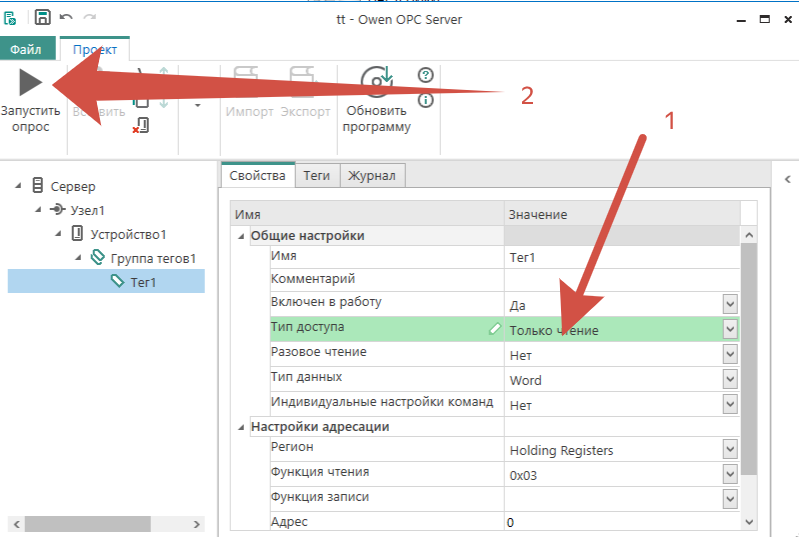 tt - Owen OPC Server
Файл
Проект
Запустить опрос
Вставить
Импорт
Экспорт
Обновить программу
2
1
Сервер
Узел1
Устройство1
Группа тегов1
Тег1
Свойства
Теги
Журнал
Имя Значение
Общие настройки
Имя Тег1
Комментарий
Включен в работу Да
Тип доступа Только чтение
Разовое чтение Нет
Тип данных Word
Индивидуальные настройки команд Нет
Настройки адресации
Регион Holding Registers
Функция чтения 0x03
Функция записи
Адрес 0